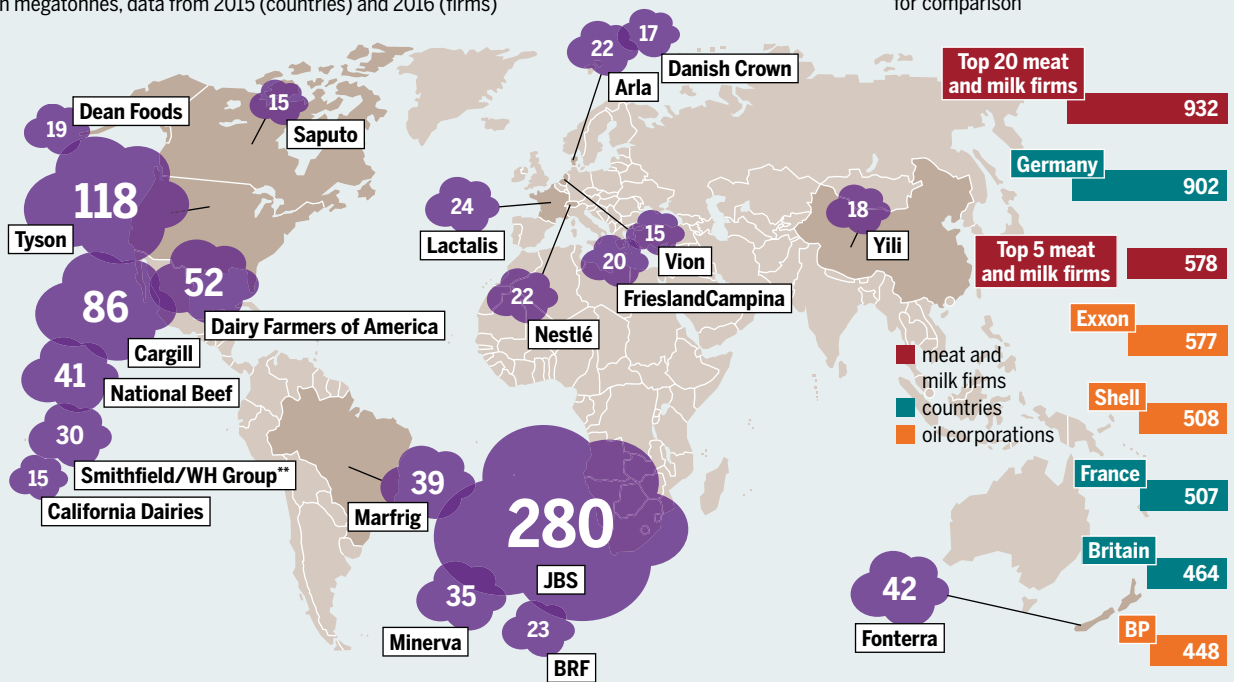 n megatonnes, data from 2015 (countries) and 2016 (firms)
for comparison
17
22
Danish Crown
Arla
15
Dean Foods
Saputo
19
118
Tyson
24
Lactalis
15
Vion
20
FrieslandCampina
22
Nestlé
18
Yili
86
52
Dairy Farmers of America
Cargill
41
National Beef
30
Smithfield/WH Group**
15
California Dairies
39
Marfrig
280
JBS
35
Minerva
23
BRF
42
Fonterra
meat and
milk firms
countries
oil corporations
Top 20 meat
and milk firms
932
Germany
902
Top 5 meat
and milk firms
578
Exxon
577
Shell
508
France
507
Britain
464
BP
448